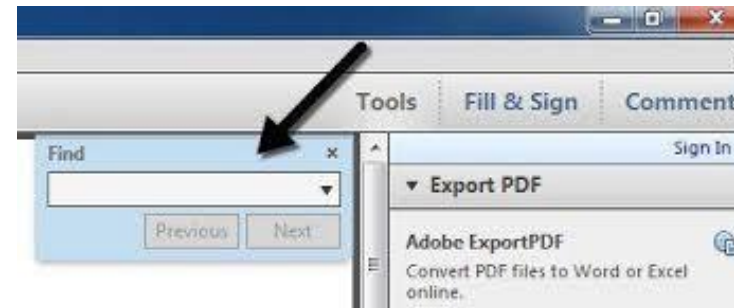 Tools Fill & Sign Comment
Find
Sign In
Export PDF
Previous Next
Adobe ExportPDF
Convert PDF files to Word or Excel
online.